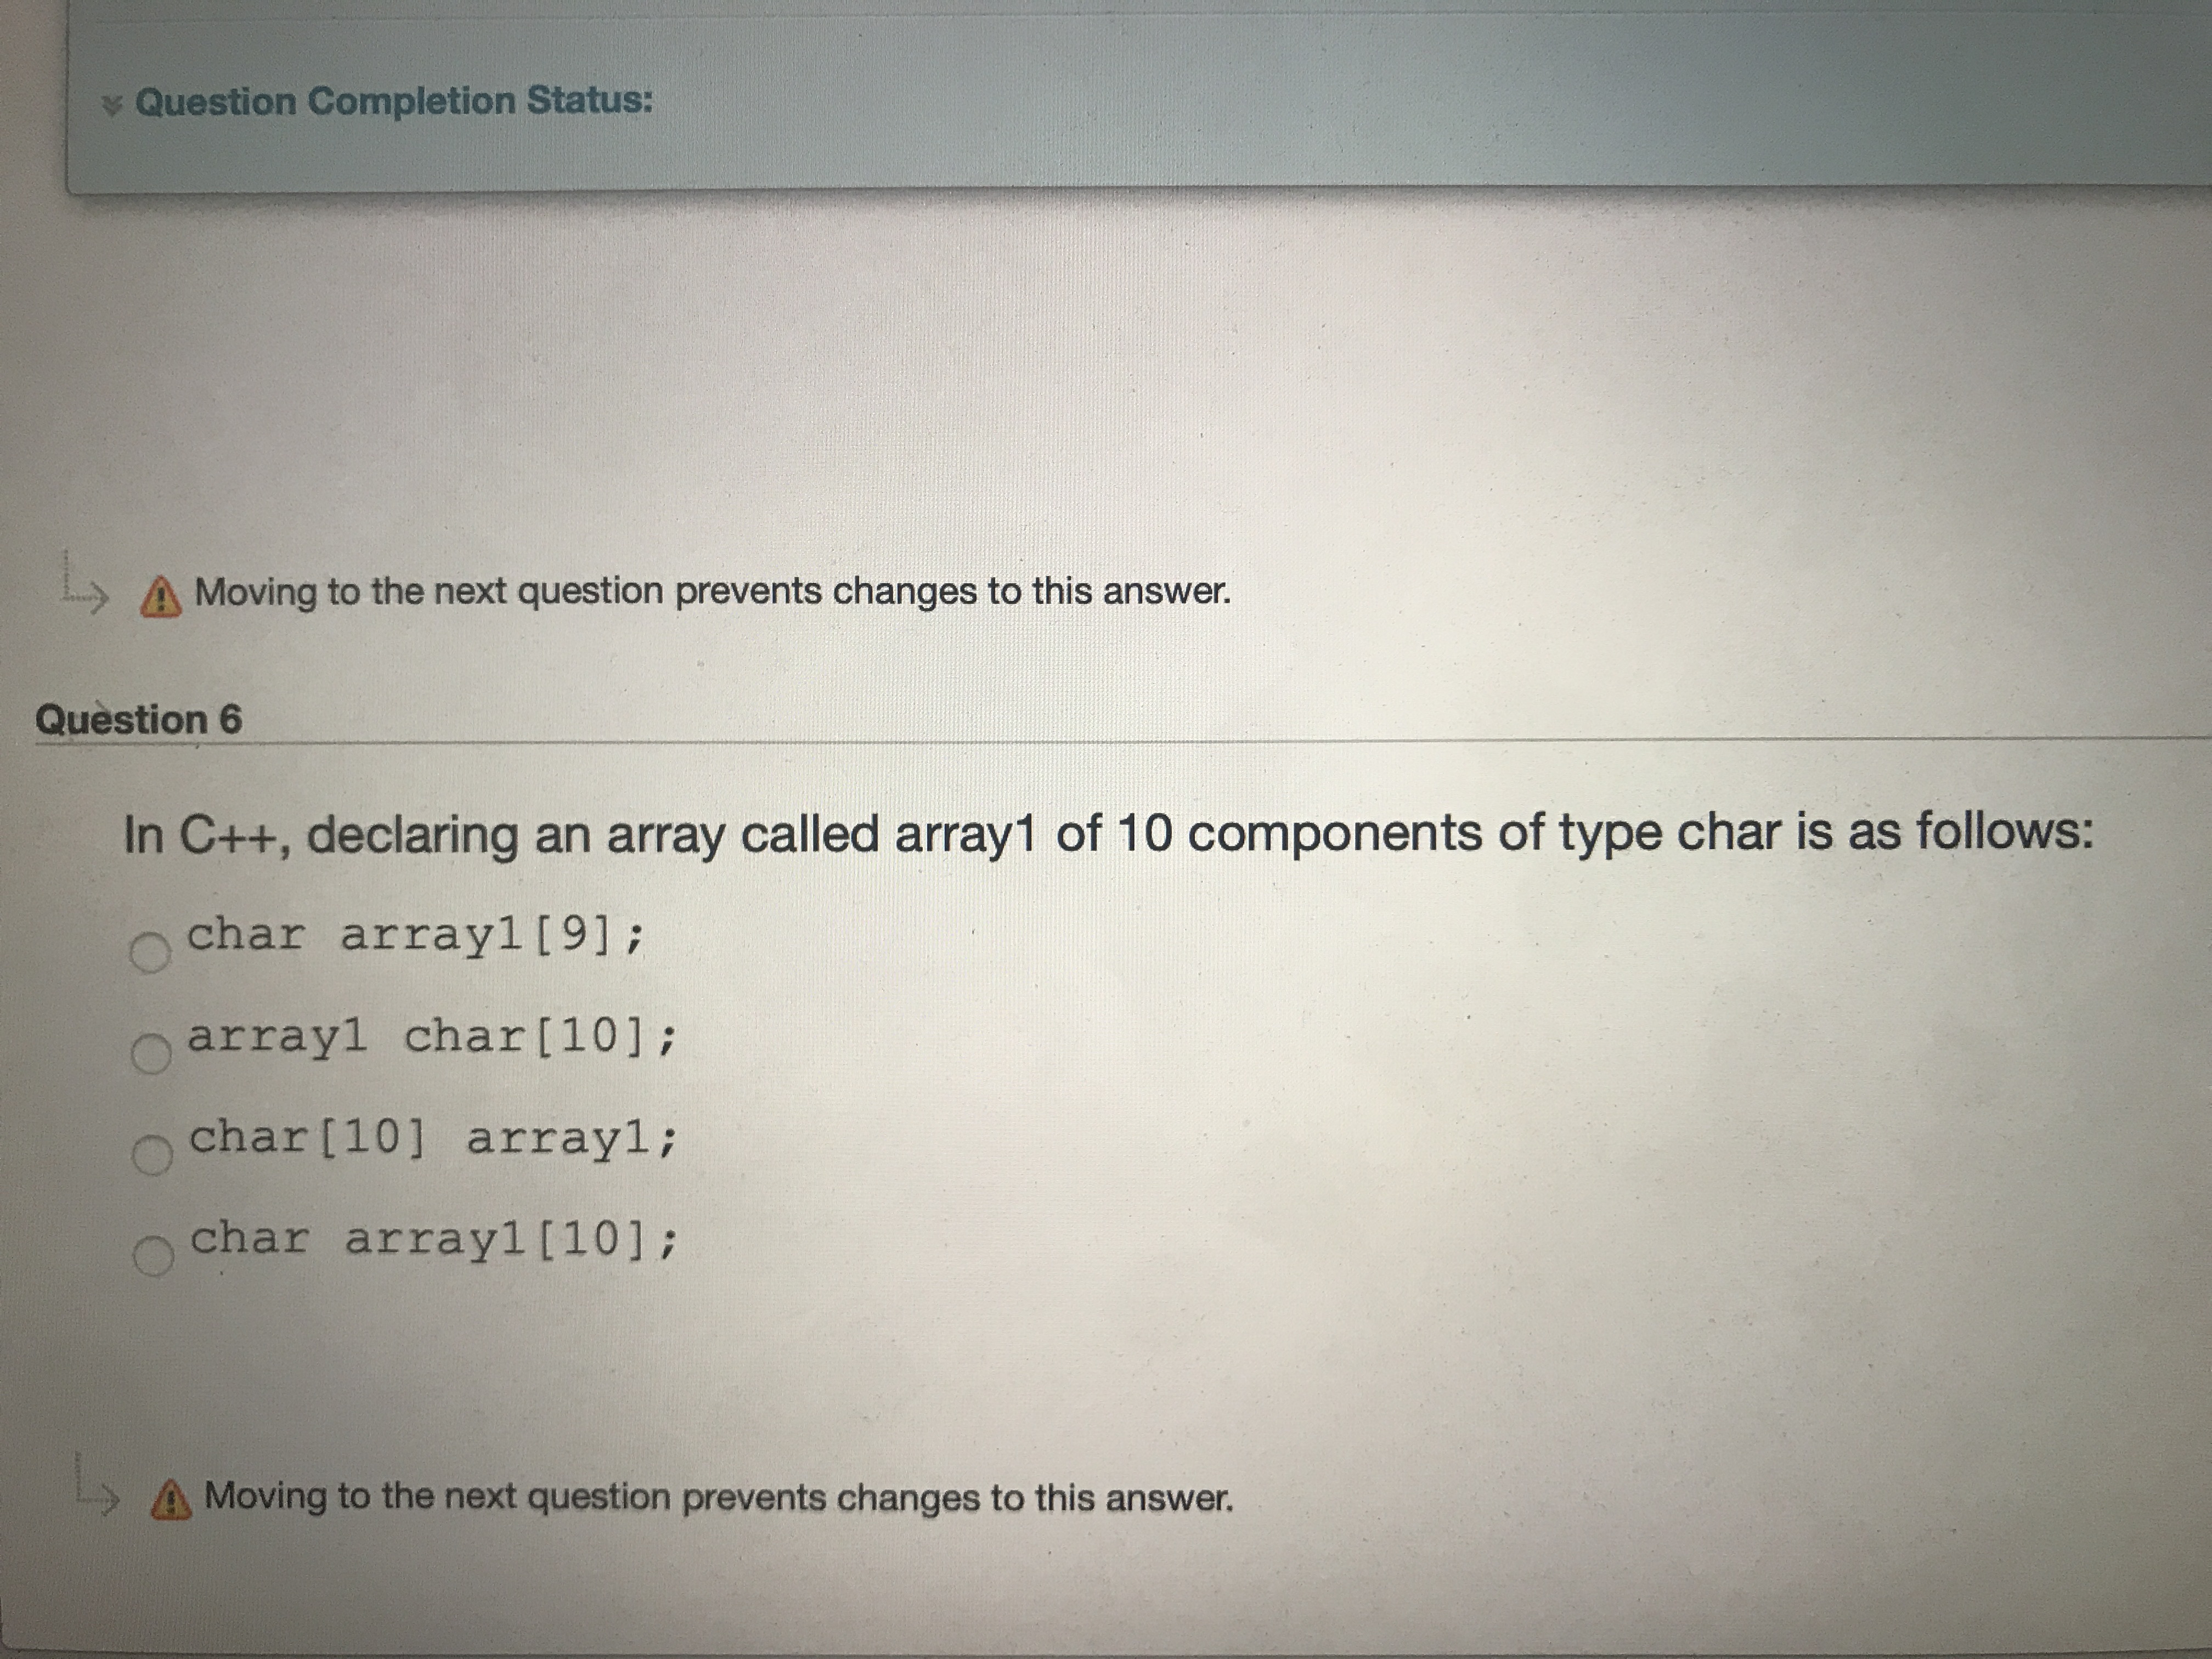 Question Completion Status:
Moving to the next question prevents changes to this answer.
Question 6
In C++, declaring an array called array1 of 10 components of type char is as follows:
char array1[9];
array1 char[10];
char[10] array1;
char array1[10];
Moving to the next question prevents changes to this answer.